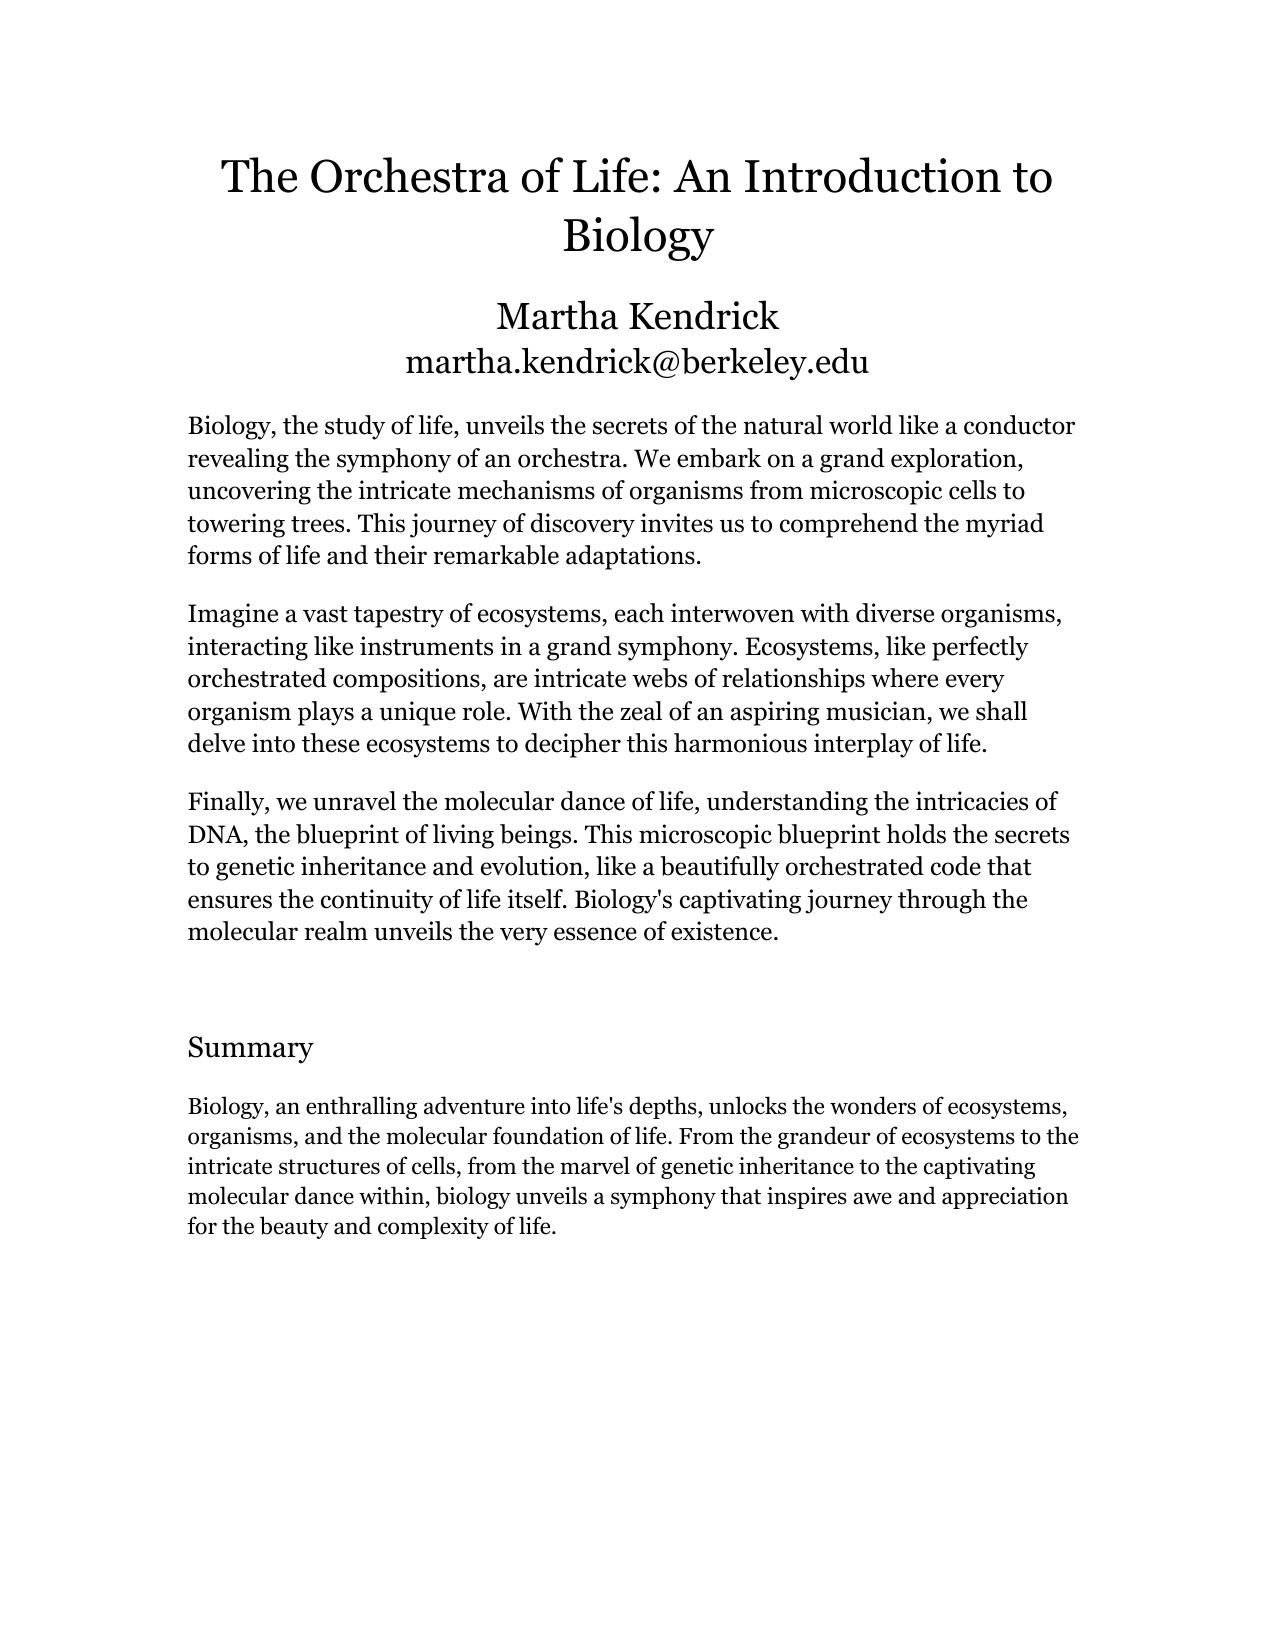 The Orchestra of Life: An Introduction to
Biology
Martha Kendrick
martha.kendrick@berkeley.edu
Biology, the study of life, unveils the secrets of the natural world like a conductor
revealing the symphony of an orchestra. We embark on a grand exploration,
uncovering the intricate mechanisms of organisms from microscopic cells to
towering trees. This journey of discovery invites us to comprehend the myriad
forms of life and their remarkable adaptations.
Imagine a vast tapestry of ecosystems, each interwoven with diverse organisms,
interacting like instruments in a grand symphony. Ecosystems, like perfectly
orchestrated compositions, are intricate webs of relationships where every
organism plays a unique role. With the zeal of an aspiring musician, we shall
delve into these ecosystems to decipher this harmonious interplay of life.
Finally, we unravel the molecular dance of life, understanding the intricacies of
DNA, the blueprint of living beings. This microscopic blueprint holds the secrets
to genetic inheritance and evolution, like a beautifully orchestrated code that
ensures the continuity of life itself. Biology's captivating journey through the
molecular realm unveils the very essence of existence.
Summary
Biology, an enthralling adventure into life's depths, unlocks the wonders of ecosystems,
organisms, and the molecular foundation of life. From the grandeur of ecosystems to the
intricate structures of cells, from the marvel of genetic inheritance to the captivating
molecular dance within, biology unveils a symphony that inspires awe and appreciation
for the beauty and complexity of life.